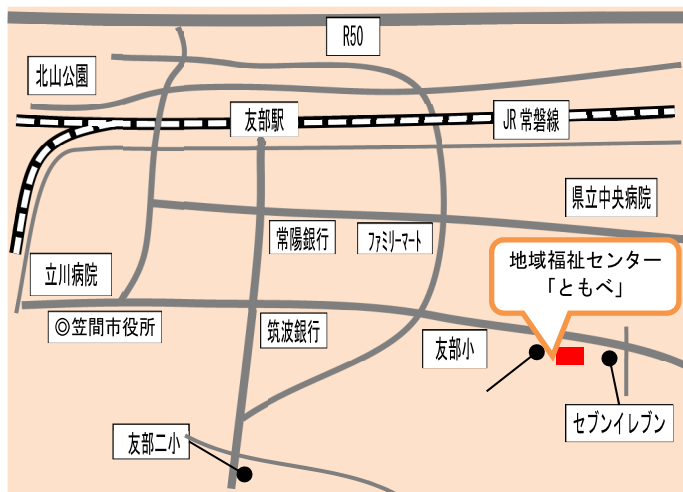 R50
北山公園
友部駅
JR 常磐線
県立中央病院
常陽銀行
ファミリーマート
地域福祉センター
「ともべ」
立川病院
◎笠間市役所
筑波銀行
友部小
セブンイレブン
友部二小